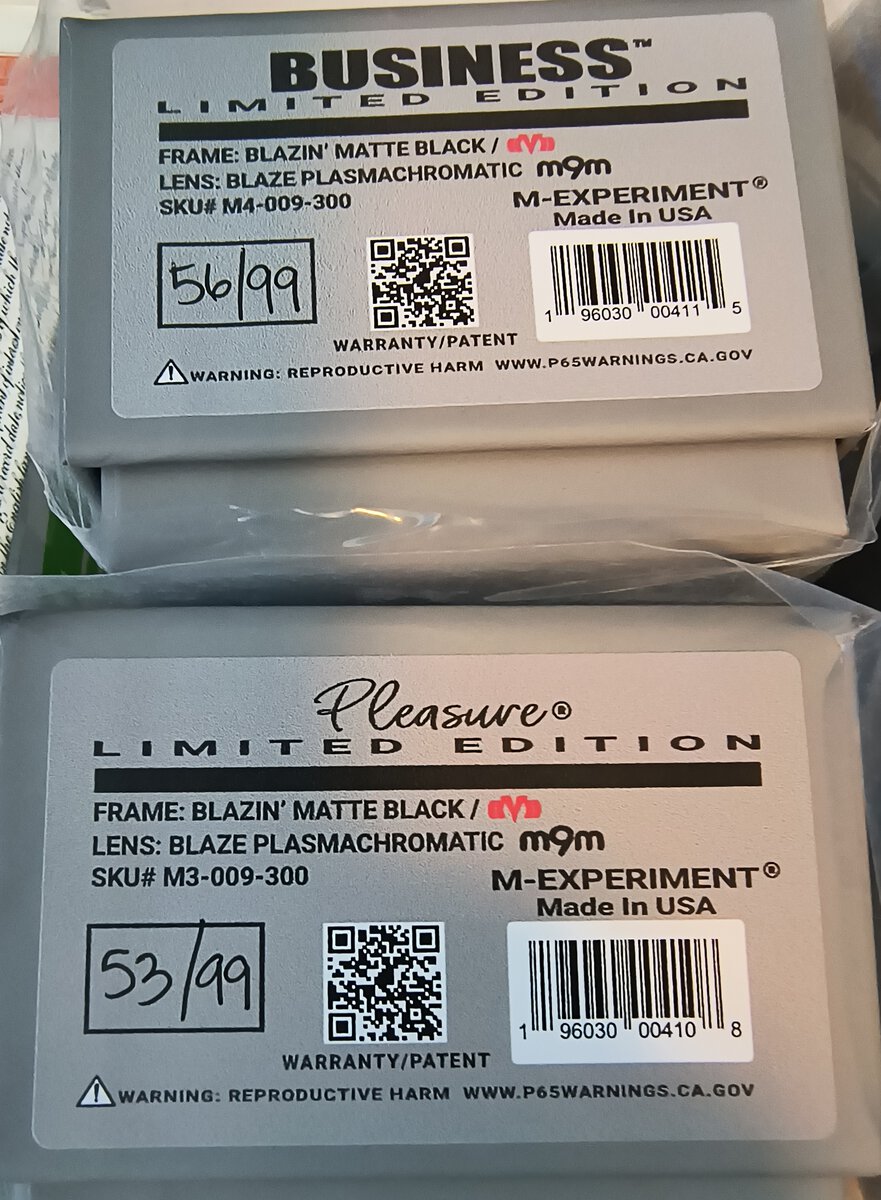 BUSINESS™
LIMITED EDITION
FRAME: BLAZIN' MATTE BLACK /
LENS: BLAZE PLASMACHROMATIC m9m
SKU# M4-009-300
M-EXPERIMENT®
Made In USA
56/99
1 96030 00411 5
WARRANTY/PATENT
WARNING: REPRODUCTIVE HARM WWW.P65WARNINGS.CA.GOV
Pleasure®
LIMITED EDITION
FRAME: BLAZIN' MATTE BLACK /
LENS: BLAZE PLASMACHROMATIC m9m
SKU# M3-009-300
M-EXPERIMENT®
Made In USA
53/99
1 96030 00410 8
WARRANTY/PATENT
WARNING: REPRODUCTIVE HARM WWW.P65WARNINGS.CA.GOV